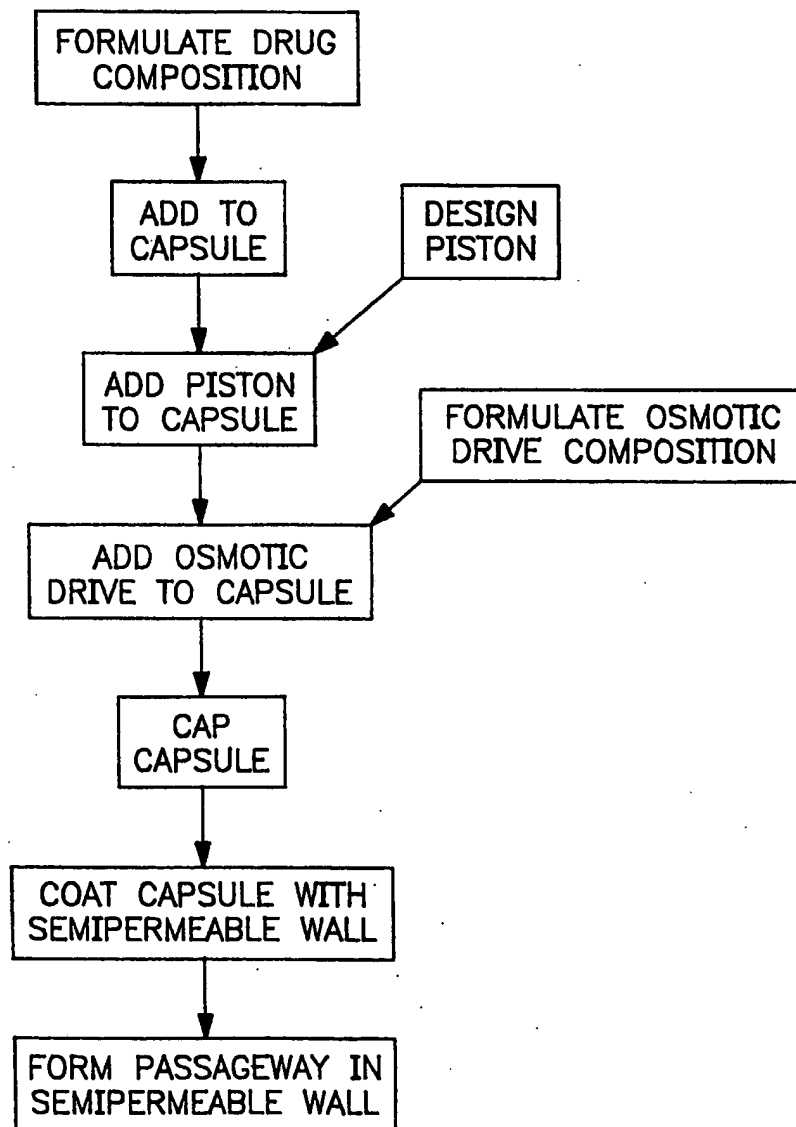 FORMULATE DRUG
COMPOSITION
ADD TO
CAPSULE
DESIGN
PISTON
ADD PISTON
TO CAPSULE
FORMULATE OSMOTIC
DRIVE COMPOSITION
ADD OSMOTIC
DRIVE TO CAPSULE
CAP
CAPSULE
COAT CAPSULE WITH
SEMIPERMEABLE WALL
FORM PASSAGEWAY IN
SEMIPERMEABLE WALL